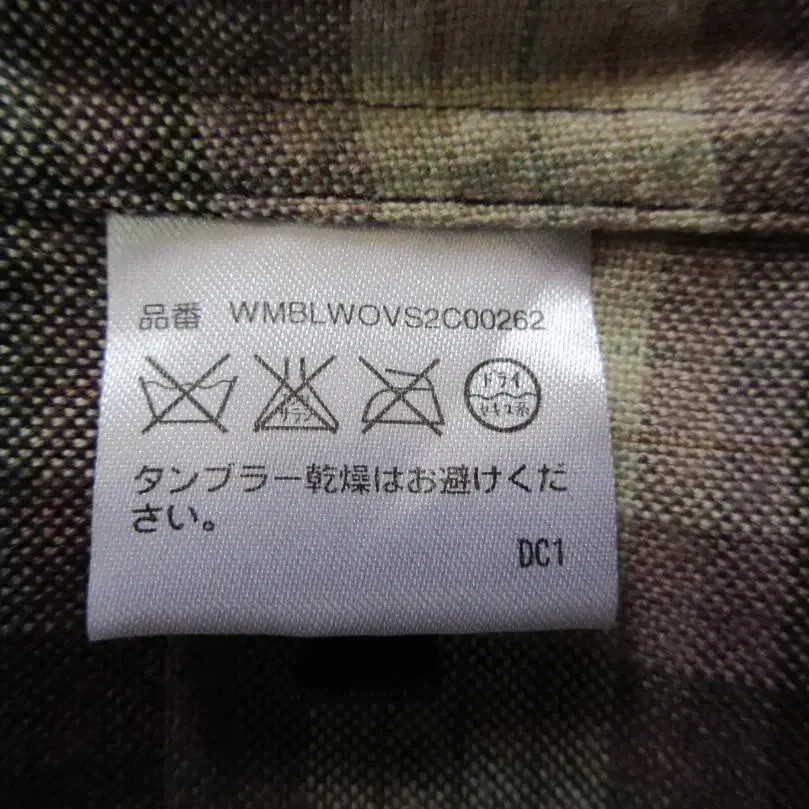 品番 WMBLWOVS2C00262
サラシ
ドライ
セキユ系
タンブラー乾燥はお避けくだ
さい。
DC1